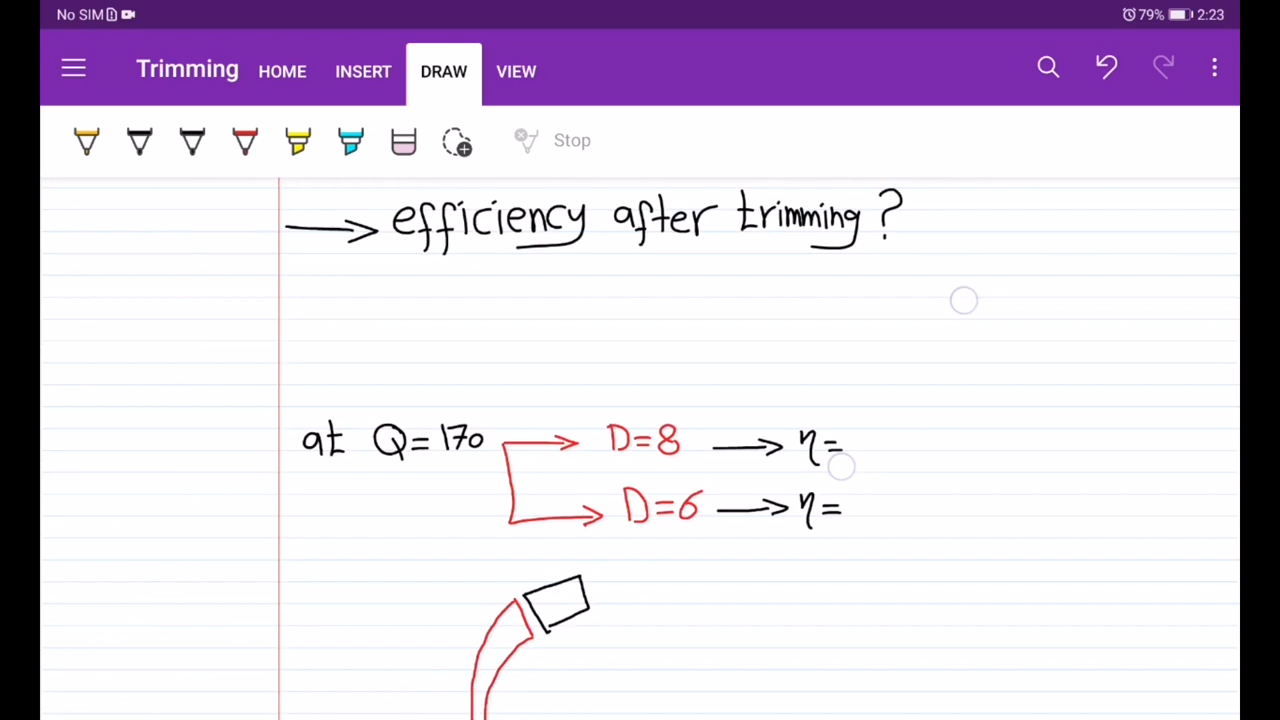 No SIM 79% 2:23
Trimming HOME INSERT DRAW VIEW
Stop
efficiency after trimming?
at Q=170 D=8 η=
D=6 η=